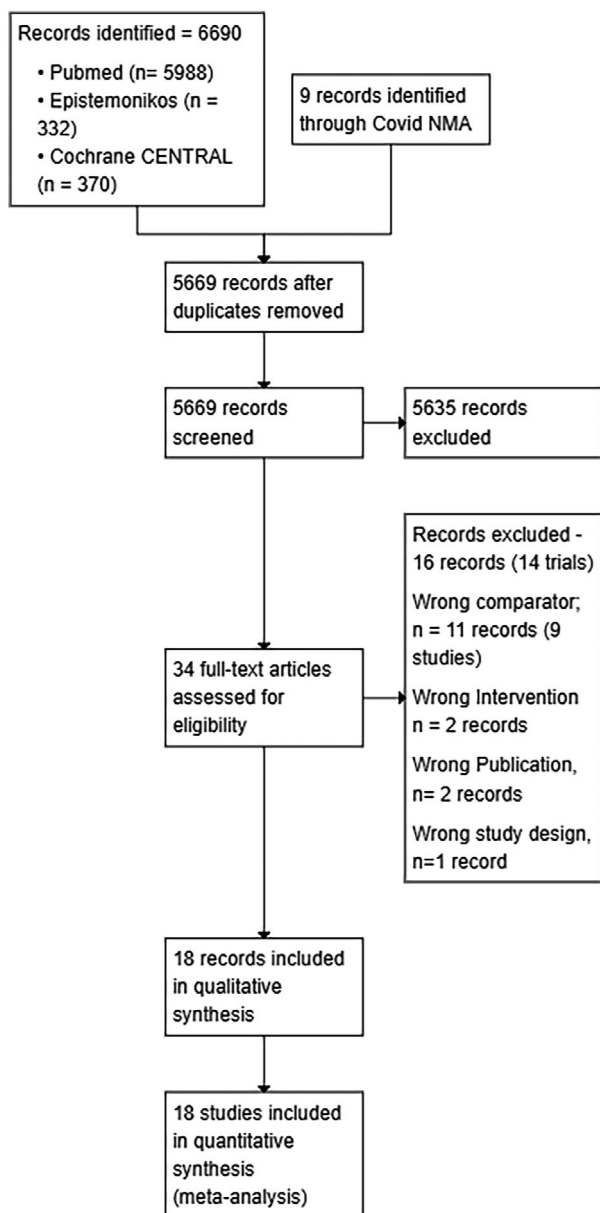 Records identified = 6690
• Pubmed (n= 5988)
• Epistemonikos (n =
332)
• Cochrane CENTRAL
(n = 370)
9 records identified
through Covid NMA
5669 records after
duplicates removed
5669 records
screened
5635 records
excluded
34 full-text articles
assessed for
eligibility
Records excluded -
16 records (14 trials)
Wrong comparator;
n = 11 records (9
studies)
Wrong Intervention
n = 2 records
Wrong Publication,
n= 2 records
Wrong study design,
n=1 record
18 records included
in qualitative
synthesis
18 studies included
in quantitative
synthesis
(meta-analysis)